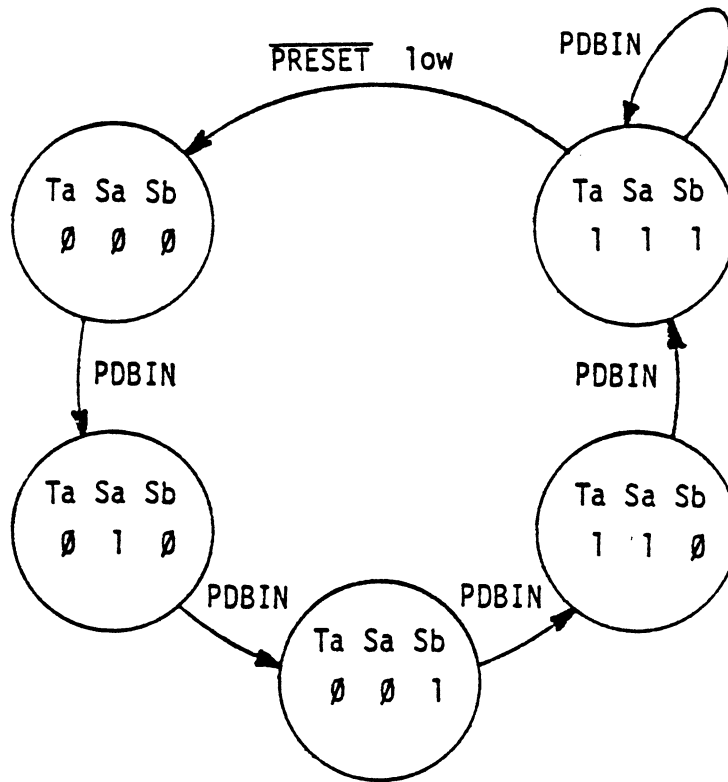 PRESET low
PDBIN
Ta Sa Sb
Ø Ø Ø
Ta Sa Sb
1 1 1
PDBIN
PDBIN
Ta Sa Sb
Ø 1 Ø
Ta Sa Sb
1 1 Ø
PDBIN
PDBIN
Ta Sa Sb
Ø Ø 1